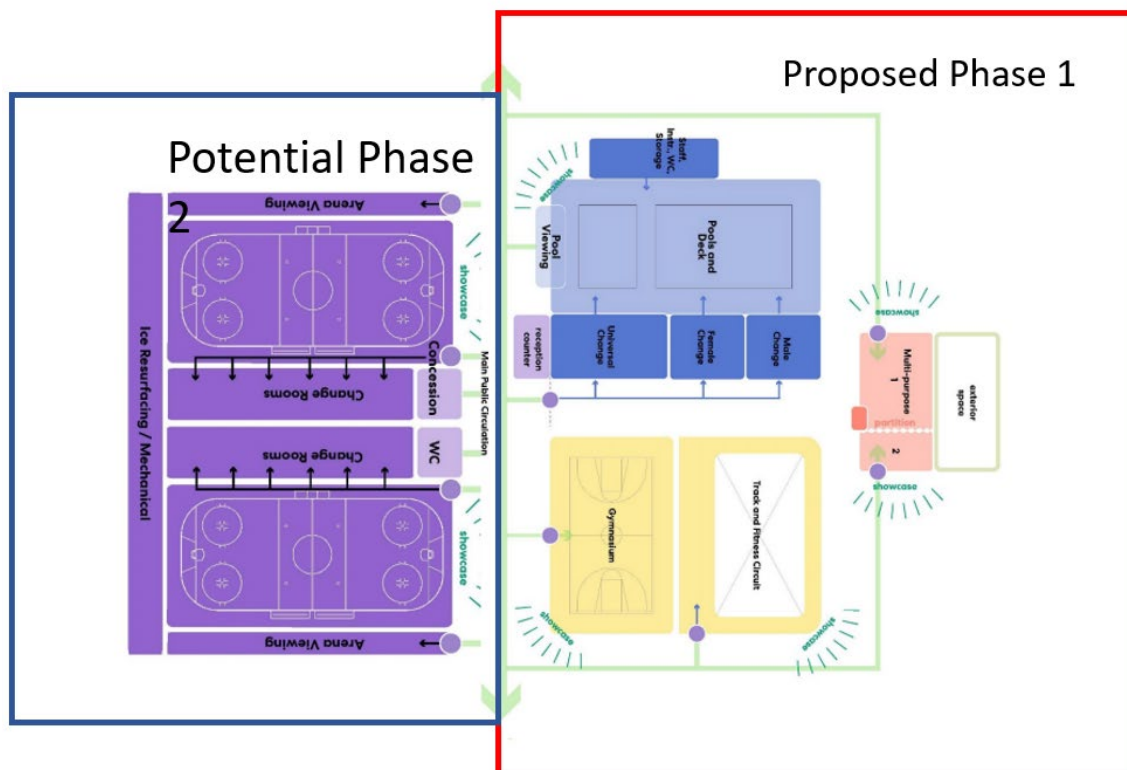 Proposed Phase 1
Potential Phase
2
Arena Viewing
showcase
Ice Resurfacing / Mechanical
Concession
Change Rooms
Main Public Circulation
WC
Change Rooms
showcase
Arena Viewing
showcase
Staff,
Instr., WC,
Storage
Pool
Viewing
Pools and
Deck
reception
counter
Universal
Change
Female
Change
Male
Change
showcase
Multi-purpose
1
partition
2
exterior
space
showcase
Gymnasium
Track and Fitness Circuit
showcase
showcase